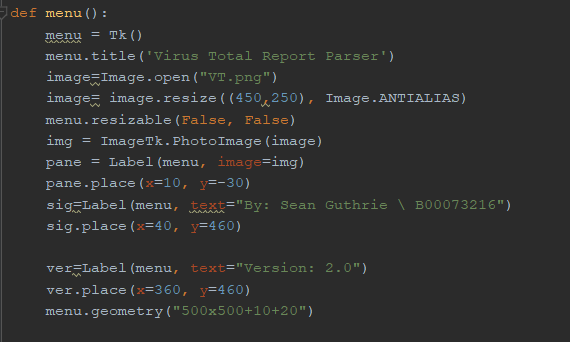 def menu():
menu = Tk()
menu.title('Virus Total Report Parser')
image=Image.open("VT.png")
image= image.resize((450,250), Image.ANTIALIAS)
menu.resizable(False, False)
img = ImageTk.PhotoImage(image)
pane = Label(menu, image=img)
pane.place(x=10, y=-30)
sig=Label(menu, text="By: Sean Guthrie \ B00073216")
sig.place(x=40, y=460)
ver=Label(menu, text="Version: 2.0")
ver.place(x=360, y=460)
menu.geometry("500x500+10+20")